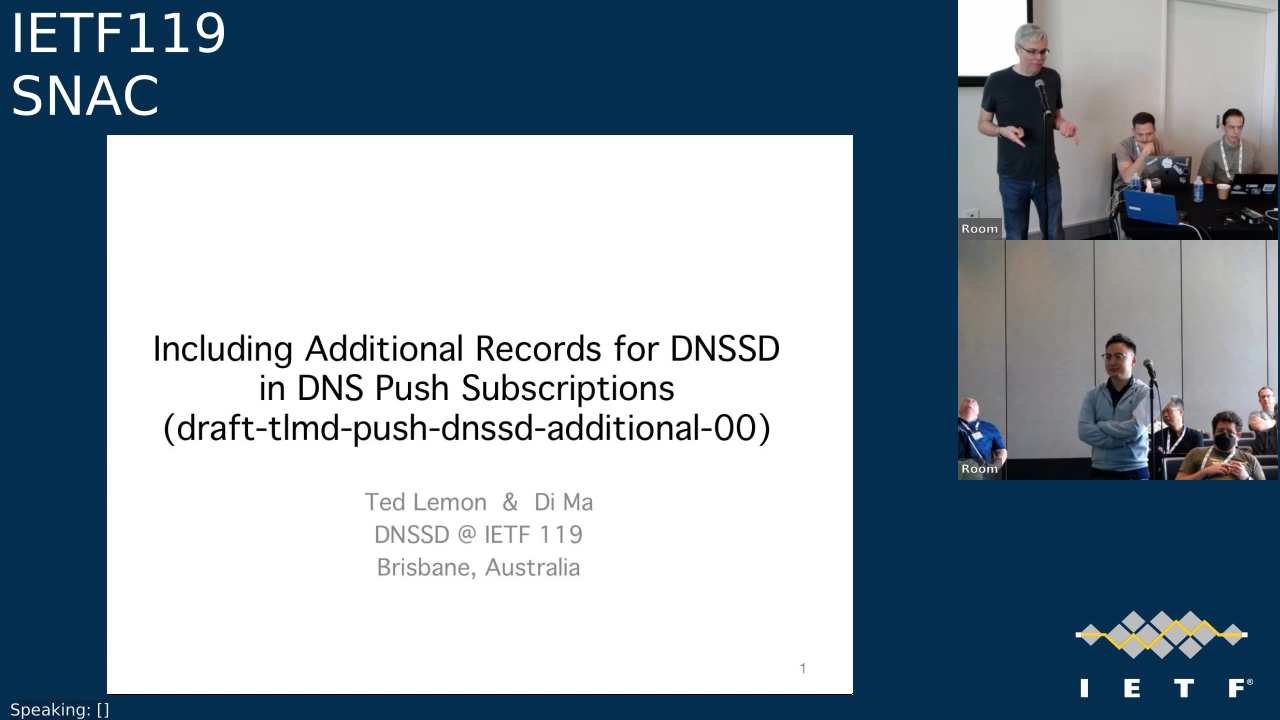 IETF119
SNAC
Including Additional Records for DNSSD
in DNS Push Subscriptions
(draft-tlmd-push-dnssd-additional-00)
Ted Lemon & Di Ma
DNSSD @ IETF 119
Brisbane, Australia
1
Room
Room
I E T F®
Speaking: []